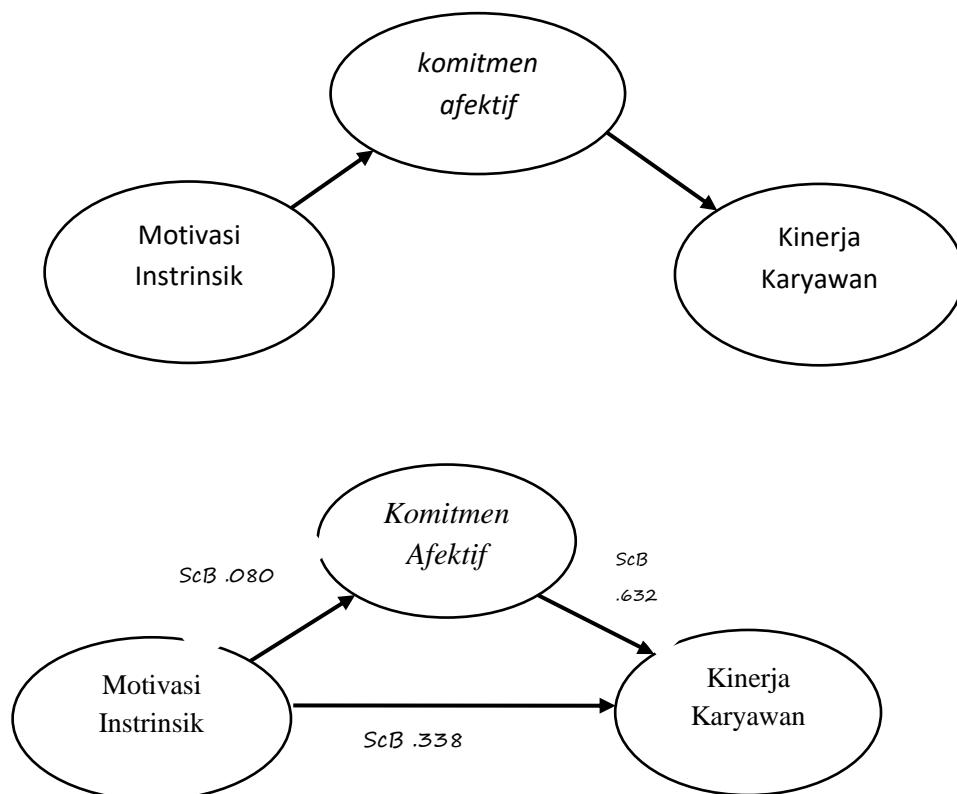 komitmen
afektif
Motivasi
Instrinsik
Kinerja
Karyawan
Komitmen
Afektif
ScB .080
ScB
.632
Motivasi
Instrinsik
Kinerja
Karyawan
ScB .338